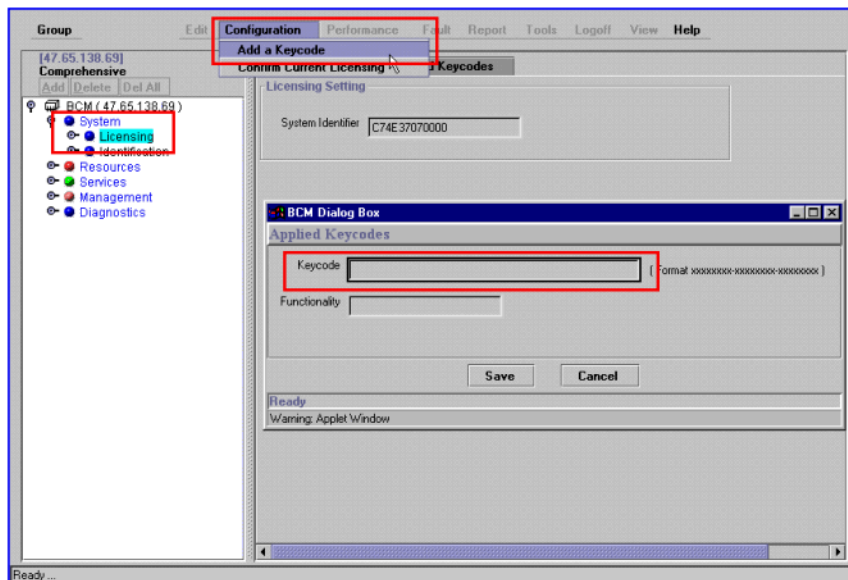 Group Edit Configuration Performance Fault Report Tools Logoff View Help
Add a Keycode
Confirm Current Licensing
Keycodes
[47.65.138.69]
Comprehensive
Add Delete Del All
BCM ( 47.65.138.69 )
System
Licensing
Identification
Resources
Services
Management
Diagnostics
Licensing Setting
System Identifier C74E37070000
BCM Dialog Box
Applied Keycodes
Keycode ( Format xxxxxxxx-xxxxxxxx-xxxxxxxx )
Functionality
Save Cancel
Ready
Warning: Applet Window
Ready ...